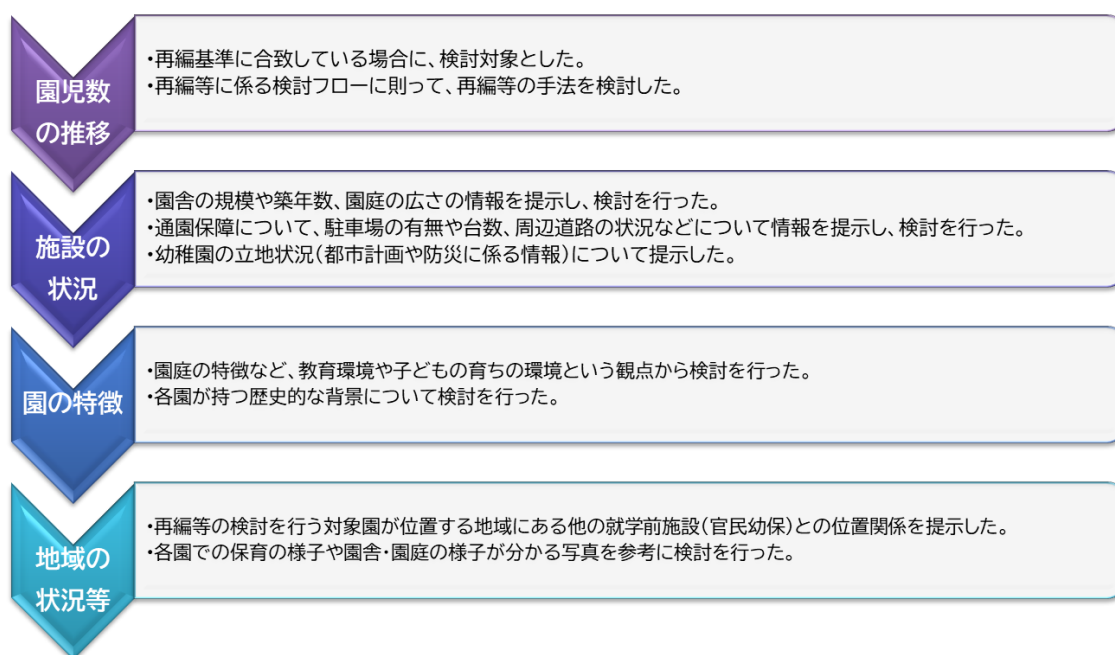 園児数
の推移
・再編基準に合致している場合に、検討対象とした。
・再編等に係る検討フローに則って、再編等の手法を検討した。
施設の
状況
・園舎の規模や築年数、園庭の広さの情報を提示し、検討を行った。
・通園保障について、駐車場の有無や台数、周辺道路の状況などについて情報を提示し、検討を行った。
・幼稚園の立地状況(都市計画や防災に係る情報)について提示した。
園の特徴
・園庭の特徴など、教育環境や子どもの育ちの環境という観点から検討を行った。
・各園が持つ歴史的な背景について検討を行った。
地域の
状況等
・再編等の検討を行う対象園が位置する地域にある他の就学前施設(官民幼保)との位置関係を提示した。
・各園での保育の様子や園舎・園庭の様子が分かる写真を参考に検討を行った。